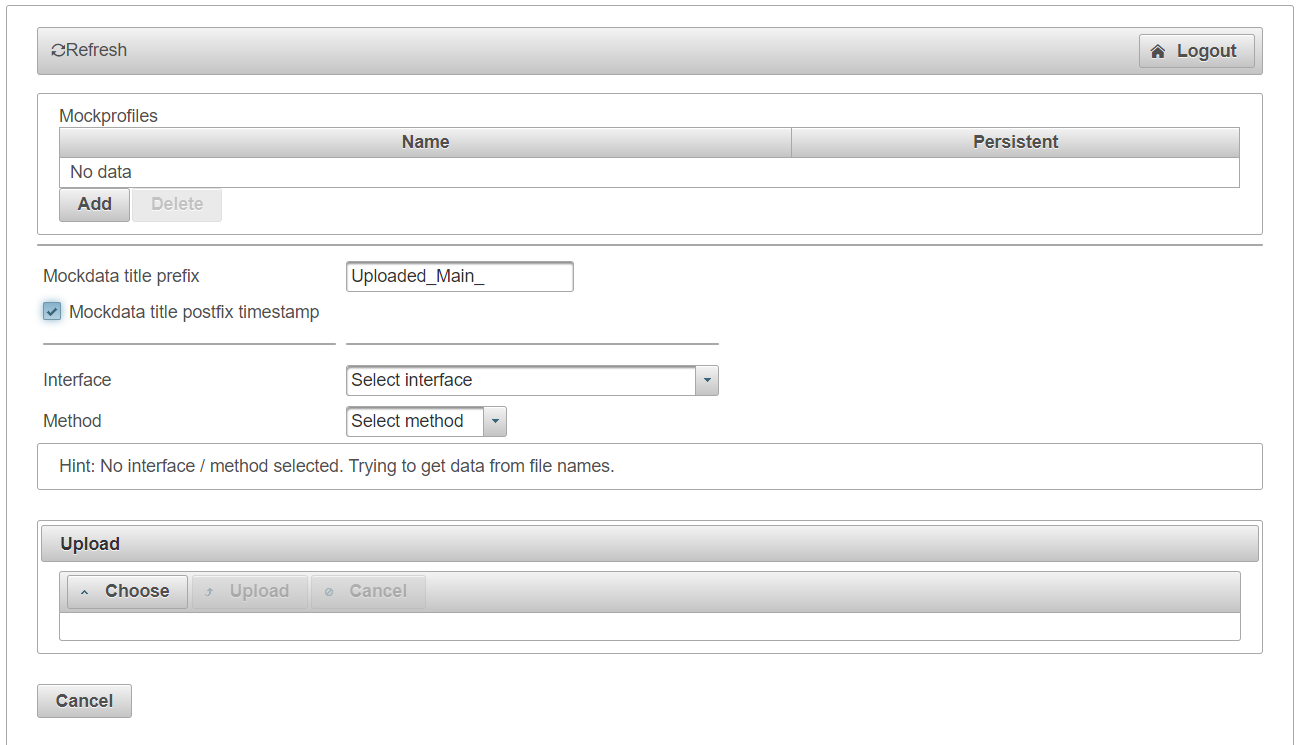 Refresh Logout
Mockprofiles
Name Persistent
No data
Add Delete
Mockdata title prefix Uploaded_Main_
Mockdata title postfix timestamp
Interface Select interface
Method Select method
Hint: No interface / method selected. Trying to get data from file names.
Upload
Choose Upload Cancel
Cancel